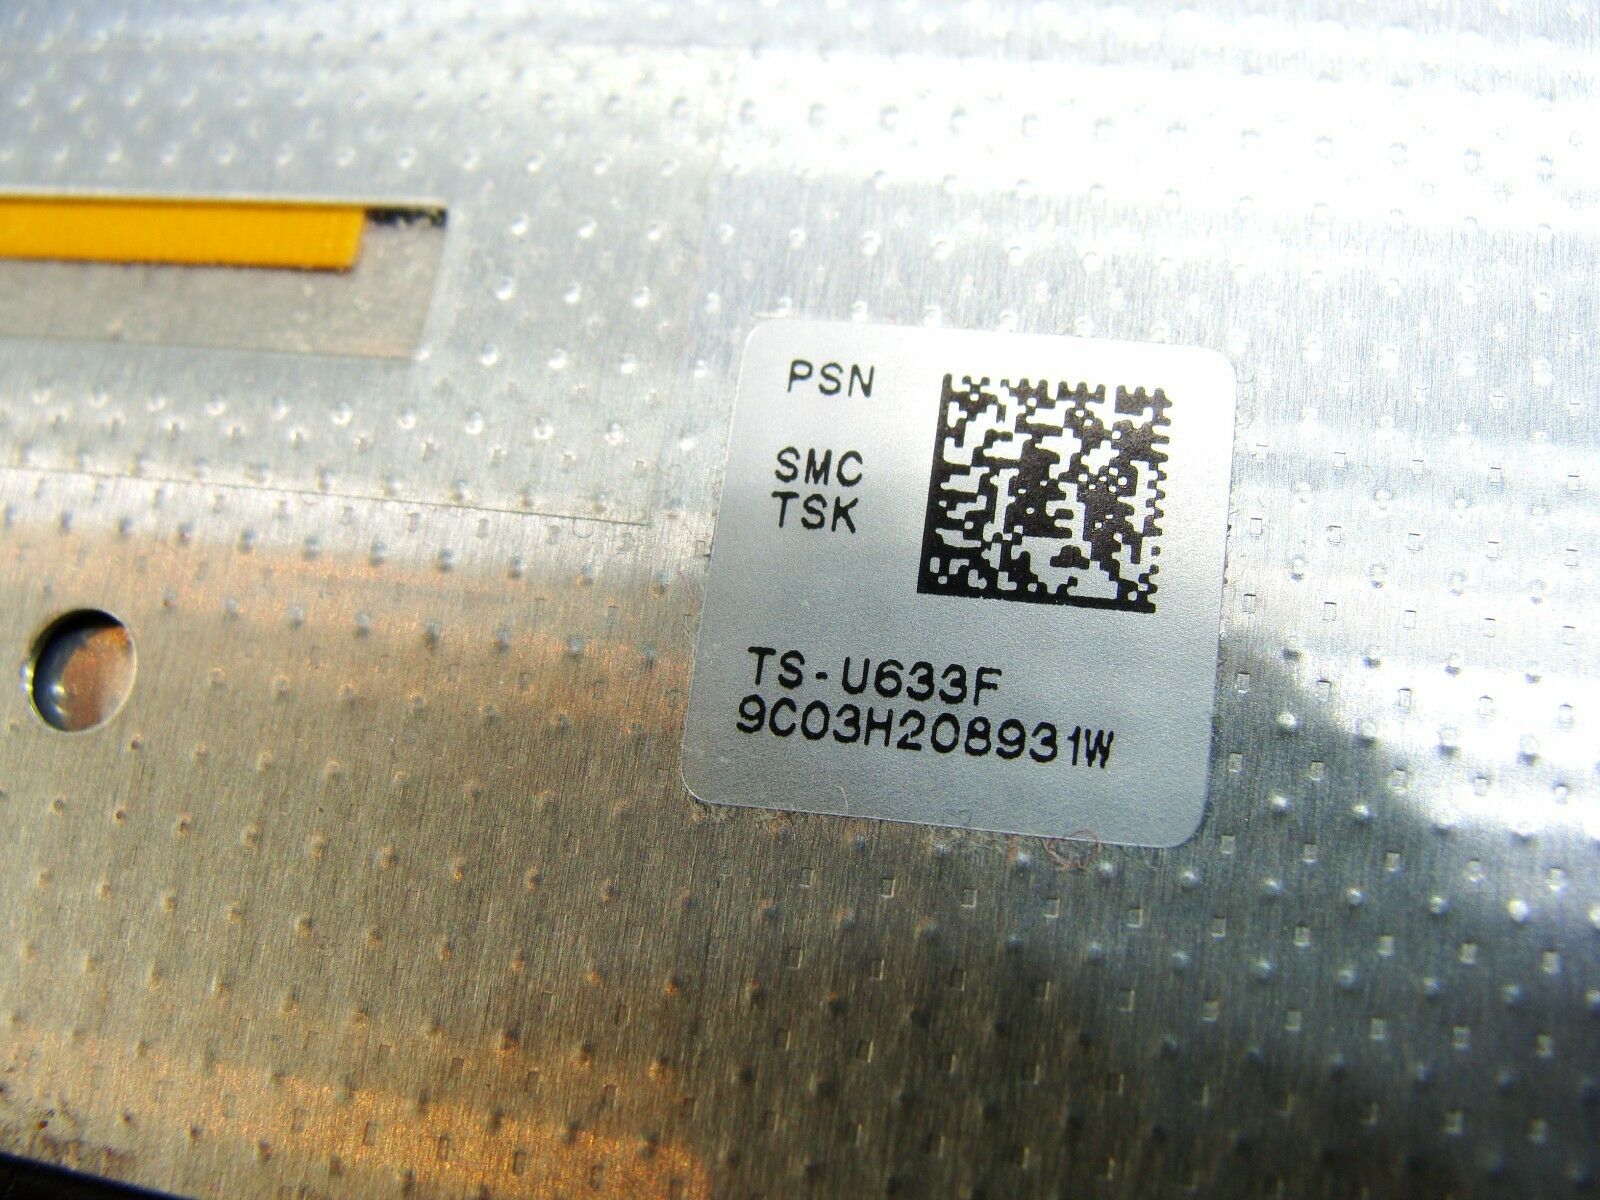 PSN
SMC
TSK
TS-U633F
9C03H208931W